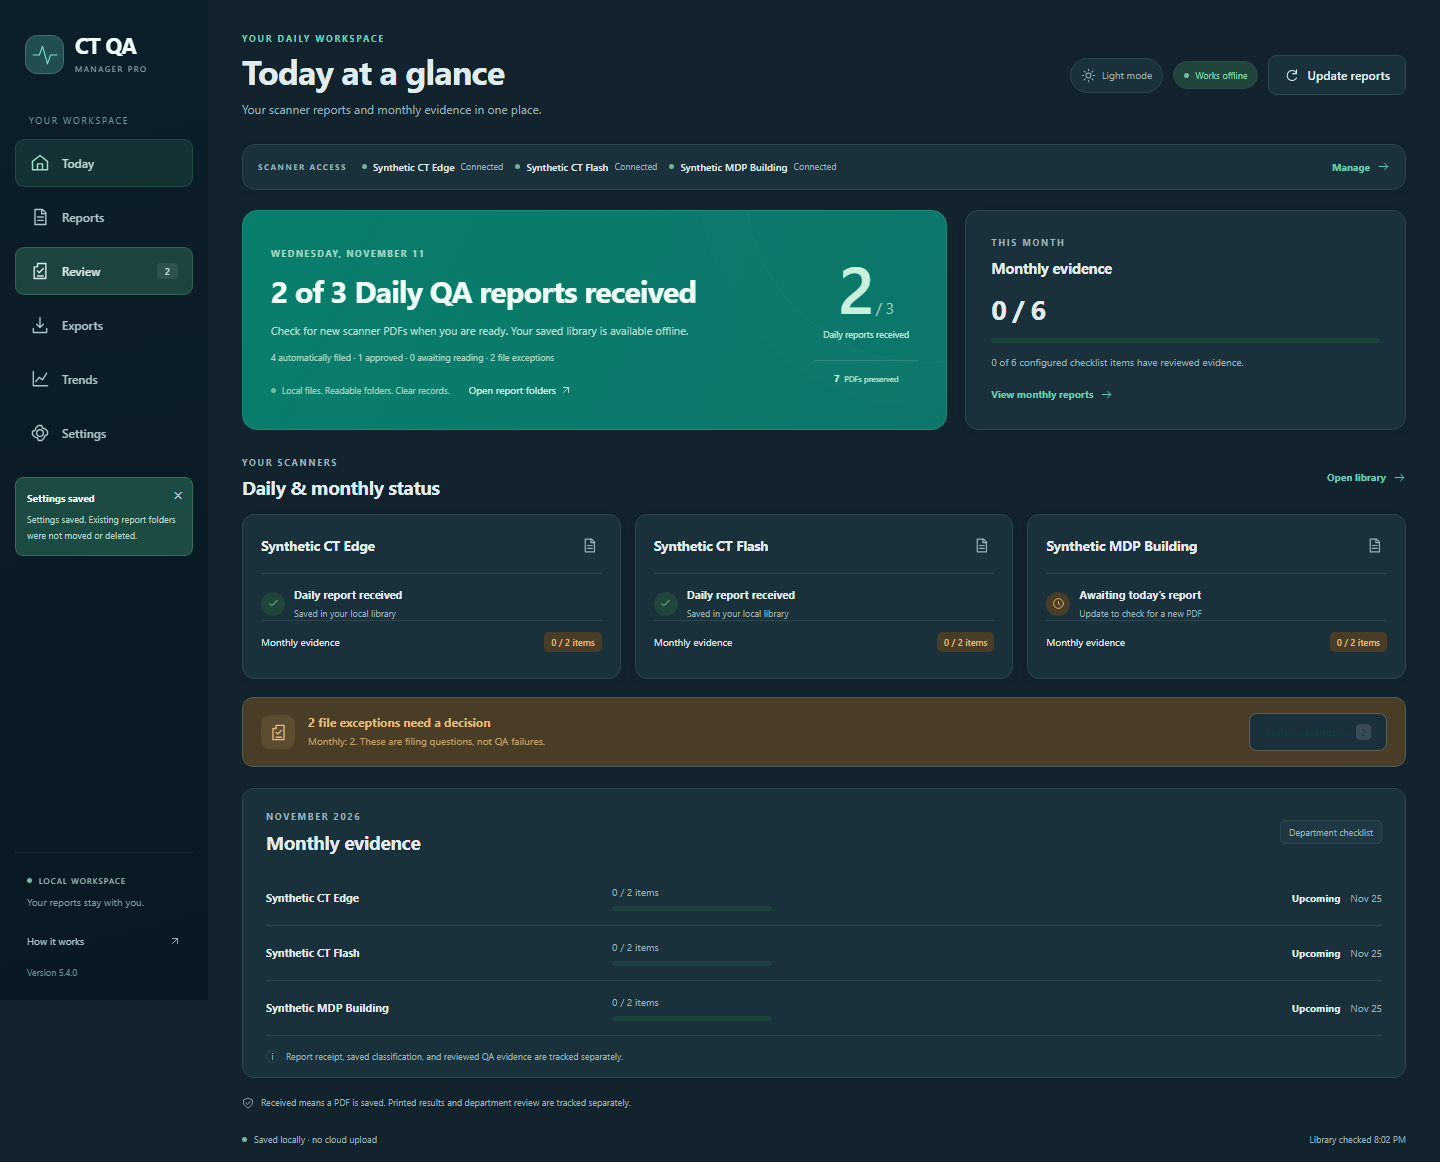 CT QA
MANAGER PRO
YOUR WORKSPACE
Today
Reports
Review 2
Exports
Trends
Settings
Settings saved
Settings saved. Existing report folders
were not moved or deleted.
LOCAL WORKSPACE
Your reports stay with you.
How it works
Version 5.4.0
YOUR DAILY WORKSPACE
Today at a glance
Your scanner reports and monthly evidence in one place.
Light mode
Works offline
Update reports
SCANNER ACCESS Synthetic CT Edge Connected Synthetic CT Flash Connected Synthetic MDP Building Connected Manage
WEDNESDAY, NOVEMBER 11
2 of 3 Daily QA reports received
Check for new scanner PDFs when you are ready. Your saved library is available offline.
4 automatically filed · 1 approved · 0 awaiting reading · 2 file exceptions
Local files. Readable folders. Clear records. Open report folders
2 / 3
Daily reports received
7 PDFs preserved
THIS MONTH
Monthly evidence
0 / 6
0 of 6 configured checklist items have reviewed evidence.
View monthly reports
YOUR SCANNERS
Daily & monthly status
Open library
Synthetic CT Edge
Daily report received
Saved in your local library
Monthly evidence 0 / 2 items
Synthetic CT Flash
Daily report received
Saved in your local library
Monthly evidence 0 / 2 items
Synthetic MDP Building
Awaiting today's report
Update to check for a new PDF
Monthly evidence 0 / 2 items
2 file exceptions need a decision
Monthly: 2. These are filing questions, not QA failures.
2
NOVEMBER 2026
Monthly evidence
Department checklist
Synthetic CT Edge 0 / 2 items Upcoming Nov 25
Synthetic CT Flash 0 / 2 items Upcoming Nov 25
Synthetic MDP Building 0 / 2 items Upcoming Nov 25
Report receipt, saved classification, and reviewed QA evidence are tracked separately.
Received means a PDF is saved. Printed results and department review are tracked separately.
Saved locally · no cloud upload
Library checked 8:02 PM